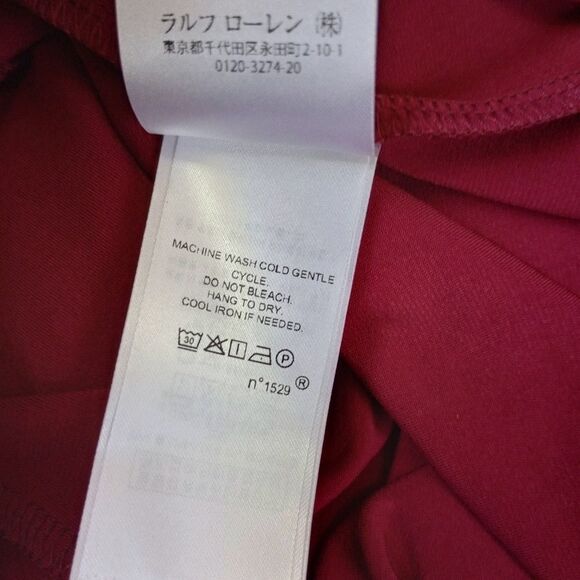 ラルフ ローレン (株)
東京都千代田区永田町2-10-1
0120-3274-20
MACHINE WASH COLD GENTLE
CYCLE.
DO NOT BLEACH.
HANG TO DRY.
COOL IRON IF NEEDED.
30 P
n°1529 ®